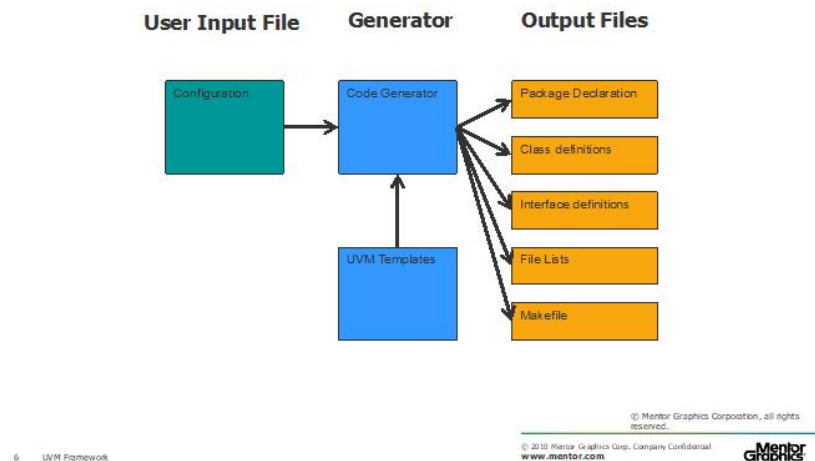 User Input File
Generator
Output Files
Configuration
Code Generator
Package Declaration
Class definitions
Interface definitions
UVM Templates
File Lists
Makefile
© Mentor Graphics Corporation, all rights
reserved.
© 2010 Mentor Graphics Corp. Company Confidential
www.mentor.com
Mentor
Graphics
6 UVM Framework